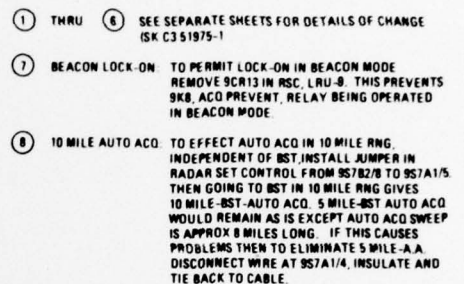 ① THRU ⑥ SEE SEPARATE SHEETS FOR DETAILS OF CHANGE
(SK C3 51975-1
⑦ BEACON LOCK-ON: TO PERMIT LOCK-ON IN BEACON MODE
REMOVE 9CR13 IN RSC, LRU-9. THIS PREVENTS
9K8, ACQ PREVENT, RELAY BEING OPERATED
IN BEACON MODE.
⑧ 10 MILE AUTO ACQ: TO EFFECT AUTO ACQ IN 10 MILE RNG,
INDEPENDENT OF BST, INSTALL JUMPER IN
RADAR SET CONTROL FROM 9S7B2/8 TO 9S7A1/5.
THEN GOING TO BST IN 10 MILE RNG GIVES
10 MILE-BST-AUTO ACQ. 5 MILE-BST AUTO ACQ
WOULD REMAIN AS IS EXCEPT AUTO ACQ SWEEP
IS APPROX 8 MILES LONG. IF THIS CAUSES
PROBLEMS THEN TO ELIMINATE 5 MILE-A.A.
DISCONNECT WIRE AT 9S7A1/4, INSULATE AND
TIE BACK TO CABLE.